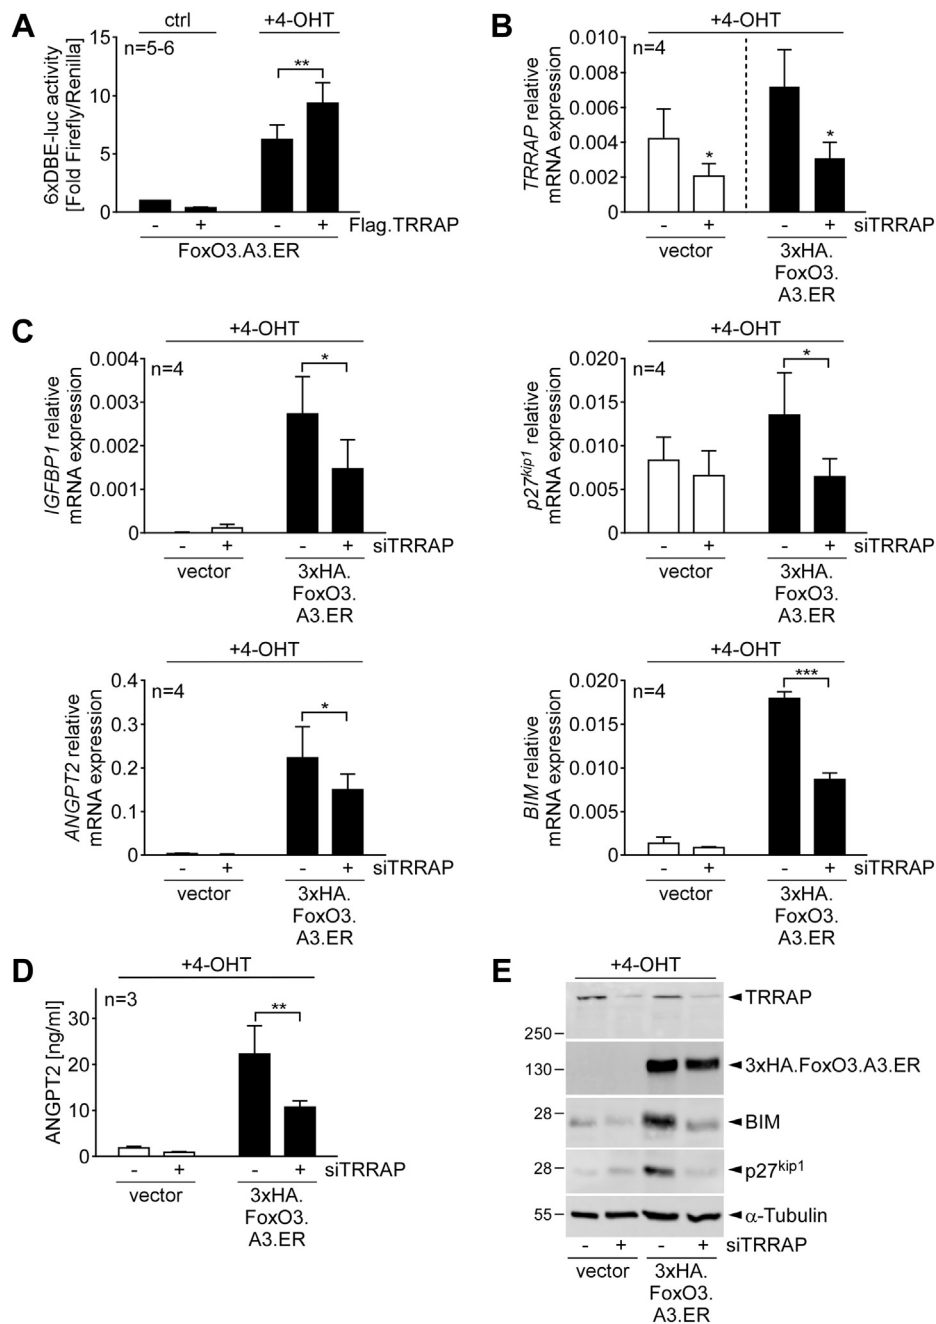 A
ctrl
+4-OHT
n=5-6
**
15
10
5
0
6xDBE-luc activity
[Fold Firefly/Renilla]
- + - + Flag.TRRAP
FoxO3.A3.ER
B
+4-OHT
n=4
0.010
0.008
0.006
0.004
0.002
0
TRRAP relative
mRNA expression
*
*
- + - + siTRRAP
vector
3xHA.
FoxO3.
A3.ER
C
+4-OHT
n=4
*
0.004
0.003
0.002
0.001
0
IGFBP1 relative
mRNA expression
- + - + siTRRAP
vector
3xHA.
FoxO3.
A3.ER
+4-OHT
n=4
*
0.020
0.015
0.010
0.005
0
p27kip1 relative
mRNA expression
- + - + siTRRAP
vector
3xHA.
FoxO3.
A3.ER
+4-OHT
n=4
*
0.4
0.3
0.2
0.1
0
ANGPT2 relative
mRNA expression
- + - + siTRRAP
vector
3xHA.
FoxO3.
A3.ER
+4-OHT
n=4
***
0.020
0.015
0.010
0.005
0
BIM relative
mRNA expression
- + - + siTRRAP
vector
3xHA.
FoxO3.
A3.ER
D
+4-OHT
n=3
**
30
20
10
0
ANGPT2 [ng/ml]
- + - + siTRRAP
vector
3xHA.
FoxO3.
A3.ER
E
+4-OHT
TRRAP
250
130
3xHA.FoxO3.A3.ER
28
BIM
28
p27kip1
55
α-Tubulin
- + - + siTRRAP
vector
3xHA.
FoxO3.
A3.ER